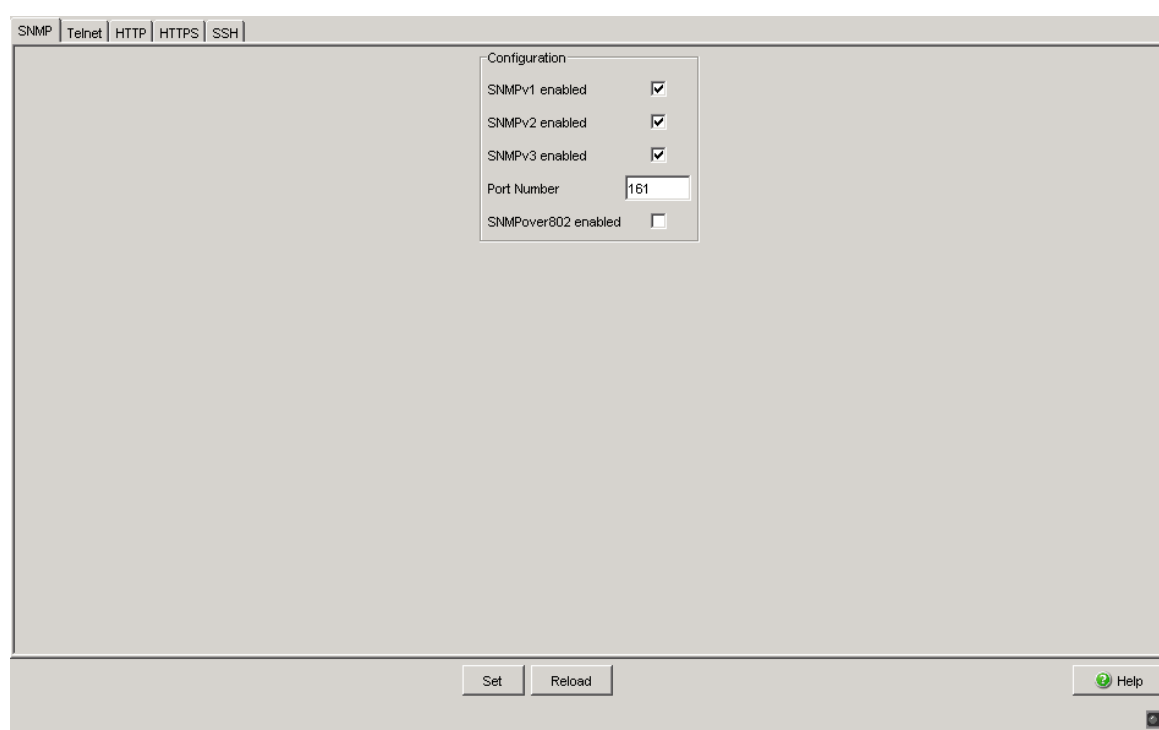 SNMP Telnet HTTP HTTPS SSH
Configuration
SNMPv1 enabled
SNMPv2 enabled
SNMPv3 enabled
Port Number 161
SNMPover802 enabled
Set Reload Help